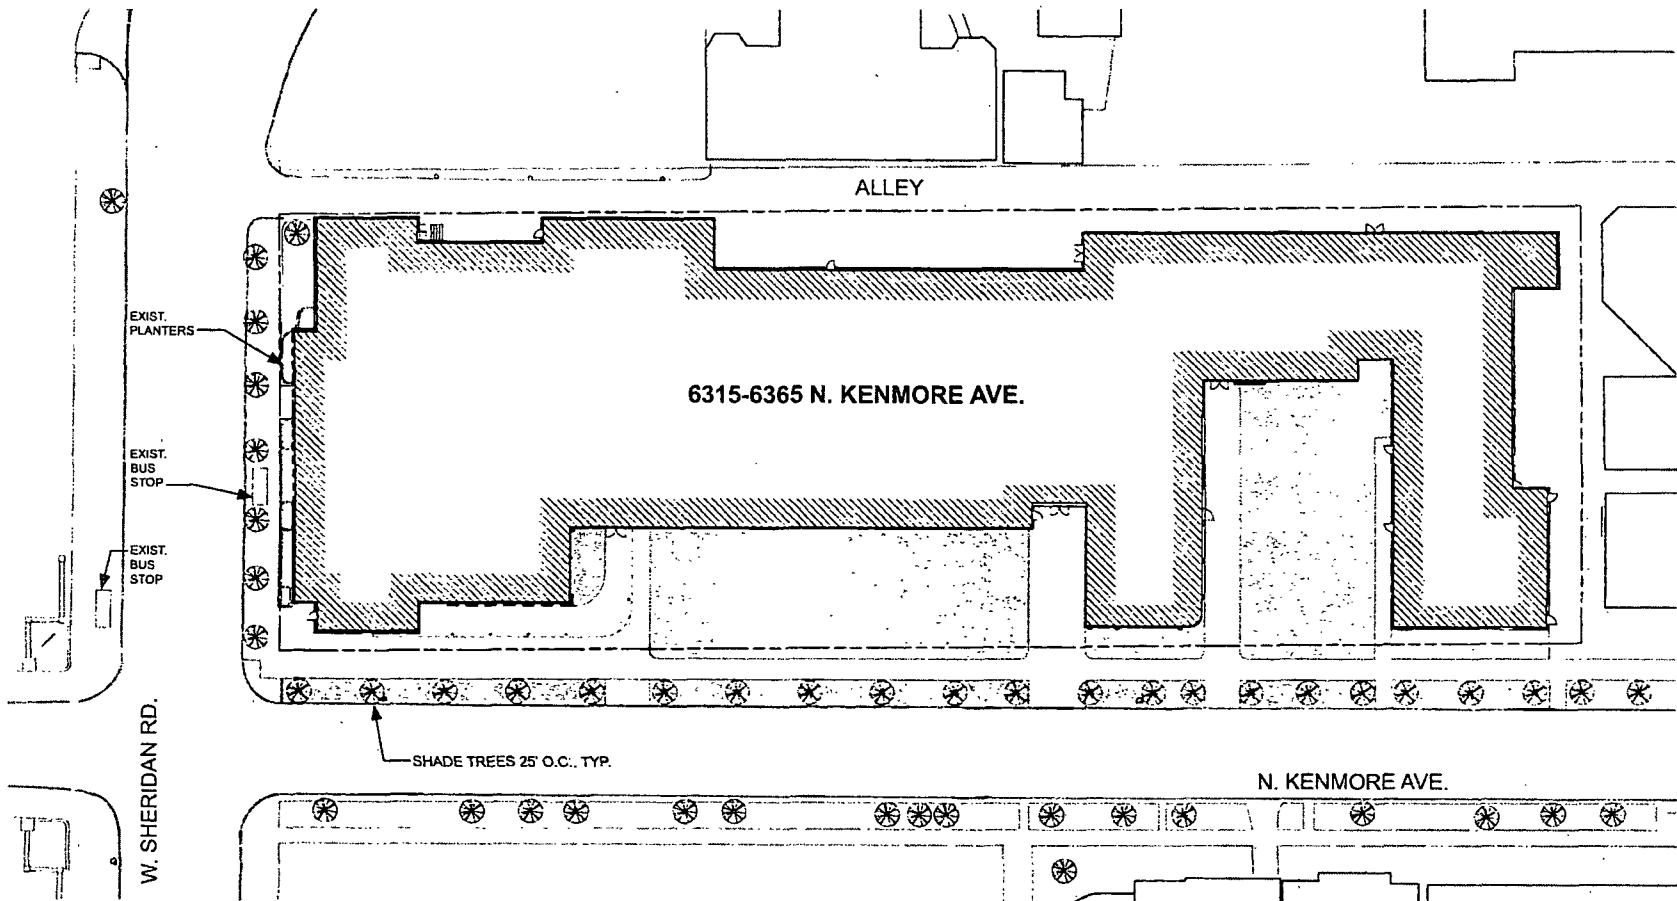 ALLEY
EXIST.
PLANTERS
6315-6365 N. KENMORE AVE.
EXIST.
BUS
STOP
EXIST.
BUS
STOP
W. SHERIDAN RD.
SHADE TREES 25' O.C., TYP.
N. KENMORE AVE.